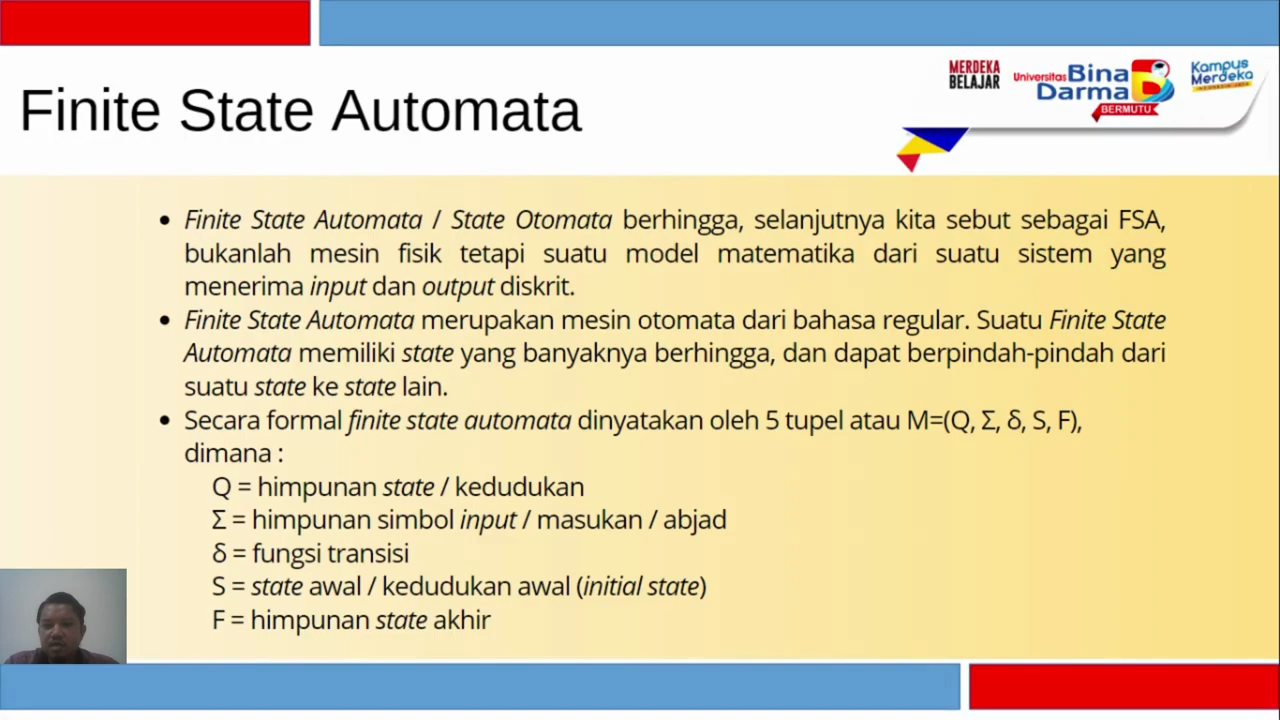 MERDEKA
BELAJAR
Universitas Bina
Darma
BERMUTU
Kampus
Merdeka
Finite State Automata
• Finite State Automata / State Otomata berhingga, selanjutnya kita sebut sebagai FSA,
bukanlah mesin fisik tetapi suatu model matematika dari suatu sistem yang
menerima input dan output diskrit.
• Finite State Automata merupakan mesin otomata dari bahasa regular. Suatu Finite State
Automata memiliki state yang banyaknya berhingga, dan dapat berpindah-pindah dari
suatu state ke state lain.
• Secara formal finite state automata dinyatakan oleh 5 tupel atau M=(Q, Σ, δ, S, F),
dimana :
Q = himpunan state / kedudukan
Σ = himpunan simbol input / masukan / abjad
δ = fungsi transisi
S = state awal / kedudukan awal (initial state)
F = himpunan state akhir